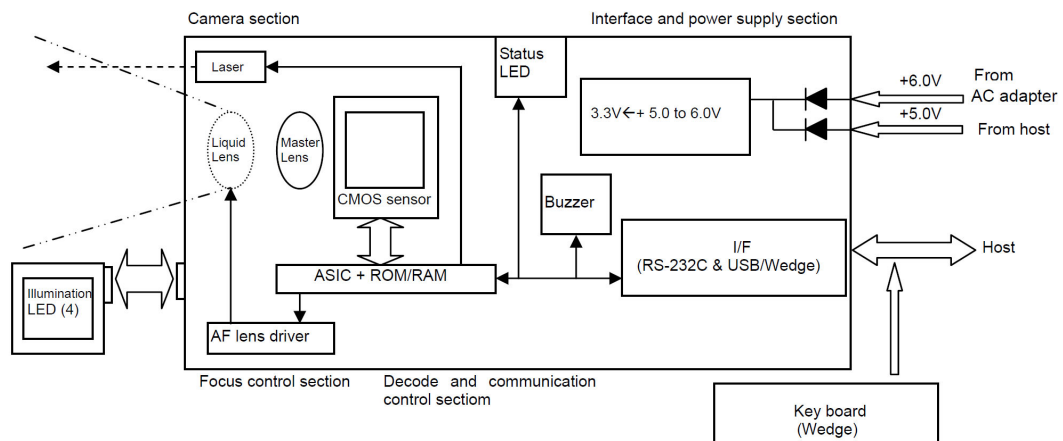 Camera section
Interface and power supply section
Laser
Status
LED
3.3V←+ 5.0 to 6.0V
+6.0V
From
AC adapter
+5.0V
From host
Liquid
Lens
Master
Lens
CMOS sensor
Buzzer
I/F
(RS-232C & USB/Wedge)
Host
Illumination
LED (4)
ASIC + ROM/RAM
AF lens driver
Focus control section
Decode and communication
control sectiom
Key board
(Wedge)